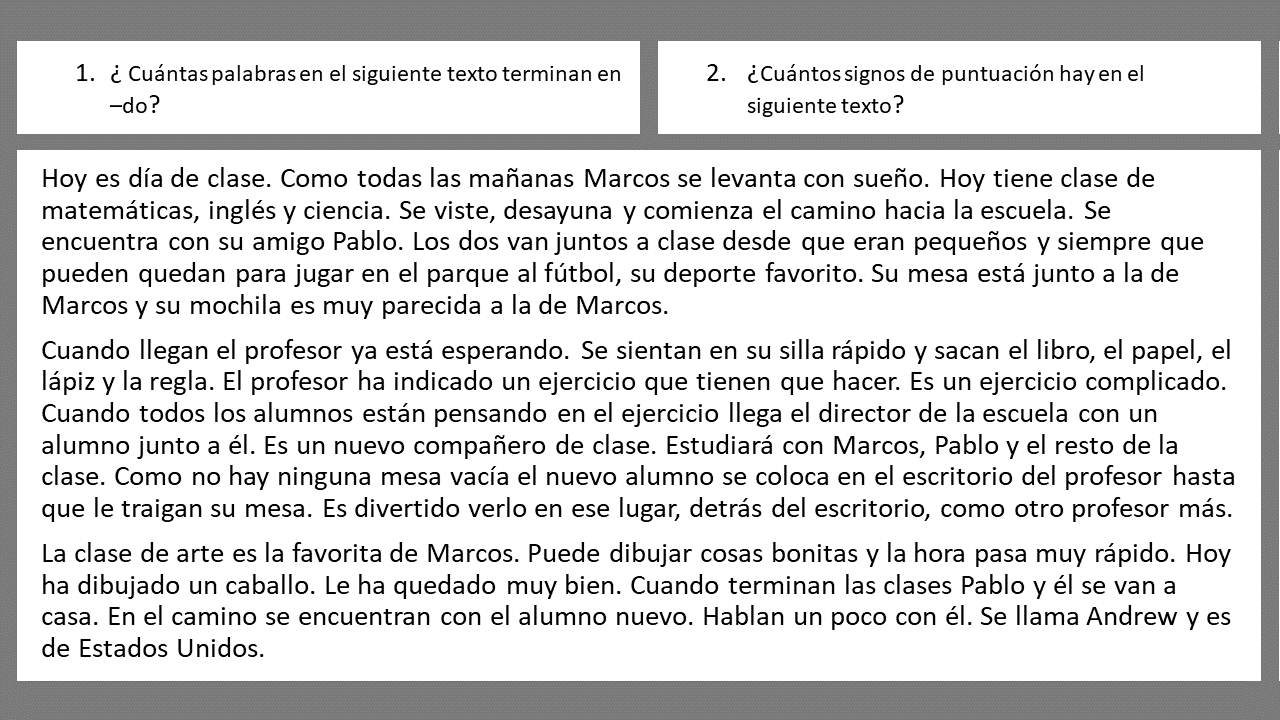 1. ¿ Cuántas palabras en el siguiente texto terminan en
–do?
2. ¿Cuántos signos de puntuación hay en el
siguiente texto?
Hoy es día de clase. Como todas las mañanas Marcos se levanta con sueño. Hoy tiene clase de
matemáticas, inglés y ciencia. Se viste, desayuna y comienza el camino hacia la escuela. Se
encuentra con su amigo Pablo. Los dos van juntos a clase desde que eran pequeños y siempre que
pueden quedan para jugar en el parque al fútbol, su deporte favorito. Su mesa está junto a la de
Marcos y su mochila es muy parecida a la de Marcos.
Cuando llegan el profesor ya está esperando. Se sientan en su silla rápido y sacan el libro, el papel, el
lápiz y la regla. El profesor ha indicado un ejercicio que tienen que hacer. Es un ejercicio complicado.
Cuando todos los alumnos están pensando en el ejercicio llega el director de la escuela con un
alumno junto a él. Es un nuevo compañero de clase. Estudiará con Marcos, Pablo y el resto de la
clase. Como no hay ninguna mesa vacía el nuevo alumno se coloca en el escritorio del profesor hasta
que le traigan su mesa. Es divertido verlo en ese lugar, detrás del escritorio, como otro profesor más.
La clase de arte es la favorita de Marcos. Puede dibujar cosas bonitas y la hora pasa muy rápido. Hoy
ha dibujado un caballo. Le ha quedado muy bien. Cuando terminan las clases Pablo y él se van a
casa. En el camino se encuentran con el alumno nuevo. Hablan un poco con él. Se llama Andrew y es
de Estados Unidos.